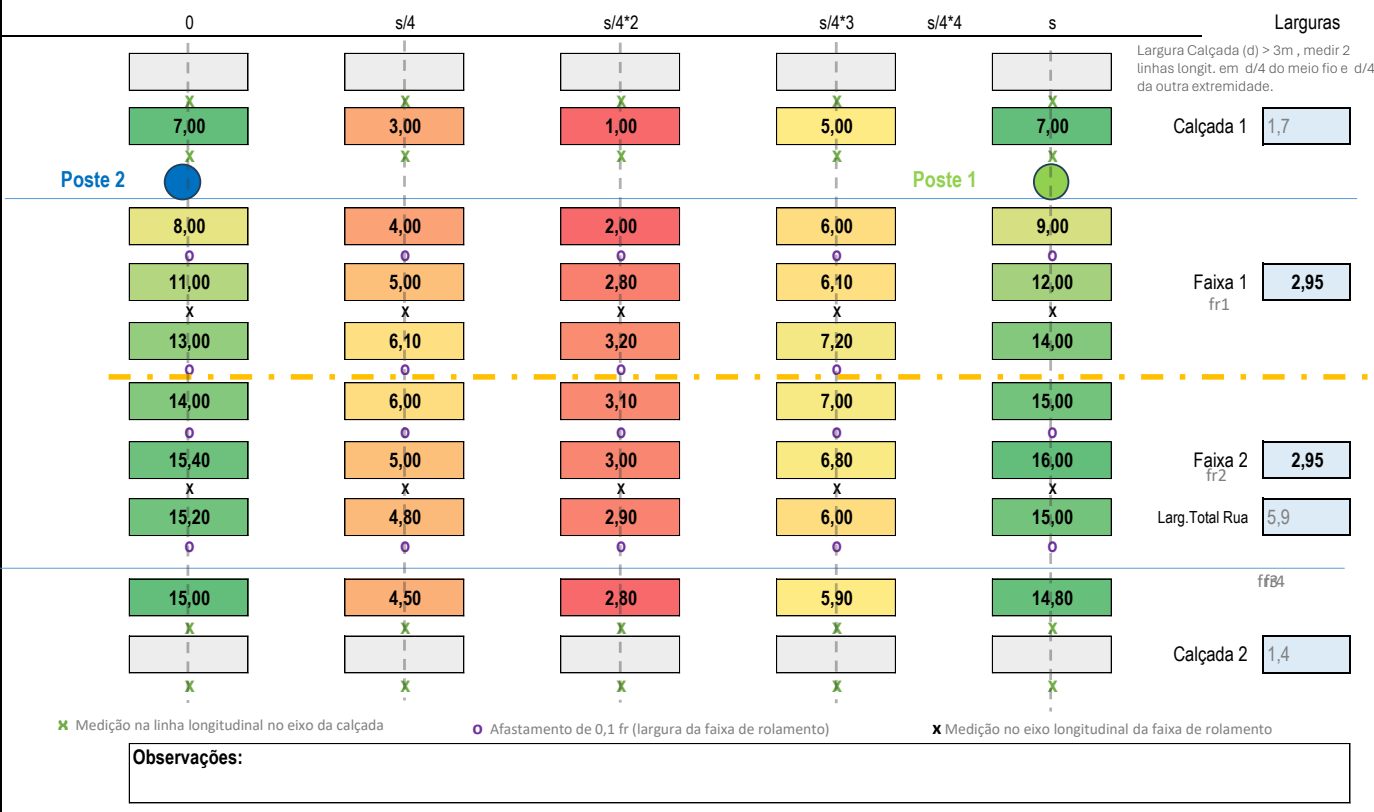 0 s/4 s/4*2 s/4*3 s/4*4 s Larguras
Largura Calçada (d) > 3m , medir 2
linhas longit. em d/4 do meio fio e d/4
da outra extremidade.
x x x x x
7,00 3,00 1,00 5,00 7,00 Calçada 1 1,7
x x x x x
Poste 2 Poste 1
8,00 4,00 2,00 6,00 9,00
o o o o o
11,00 5,00 2,80 6,10 12,00 Faixa 1 2,95
fr1
x x x x x
13,00 6,10 3,20 7,20 14,00
o o o o
14,00 6,00 3,10 7,00 15,00
o o o o o
15,40 5,00 3,00 6,80 16,00 Faixa 2 2,95
fr2
x x x x x
15,20 4,80 2,90 6,00 15,00 Larg.Total Rua 5,9
o o o o o
15,00 4,50 2,80 5,90 14,80
x x x x x
Calçada 2 1,4
x x x x x
x Medição na linha longitudinal no eixo da calçada o Afastamento de 0,1 fr (largura da faixa de rolamento) x Medição no eixo longitudinal da faixa de rolamento
Observações: